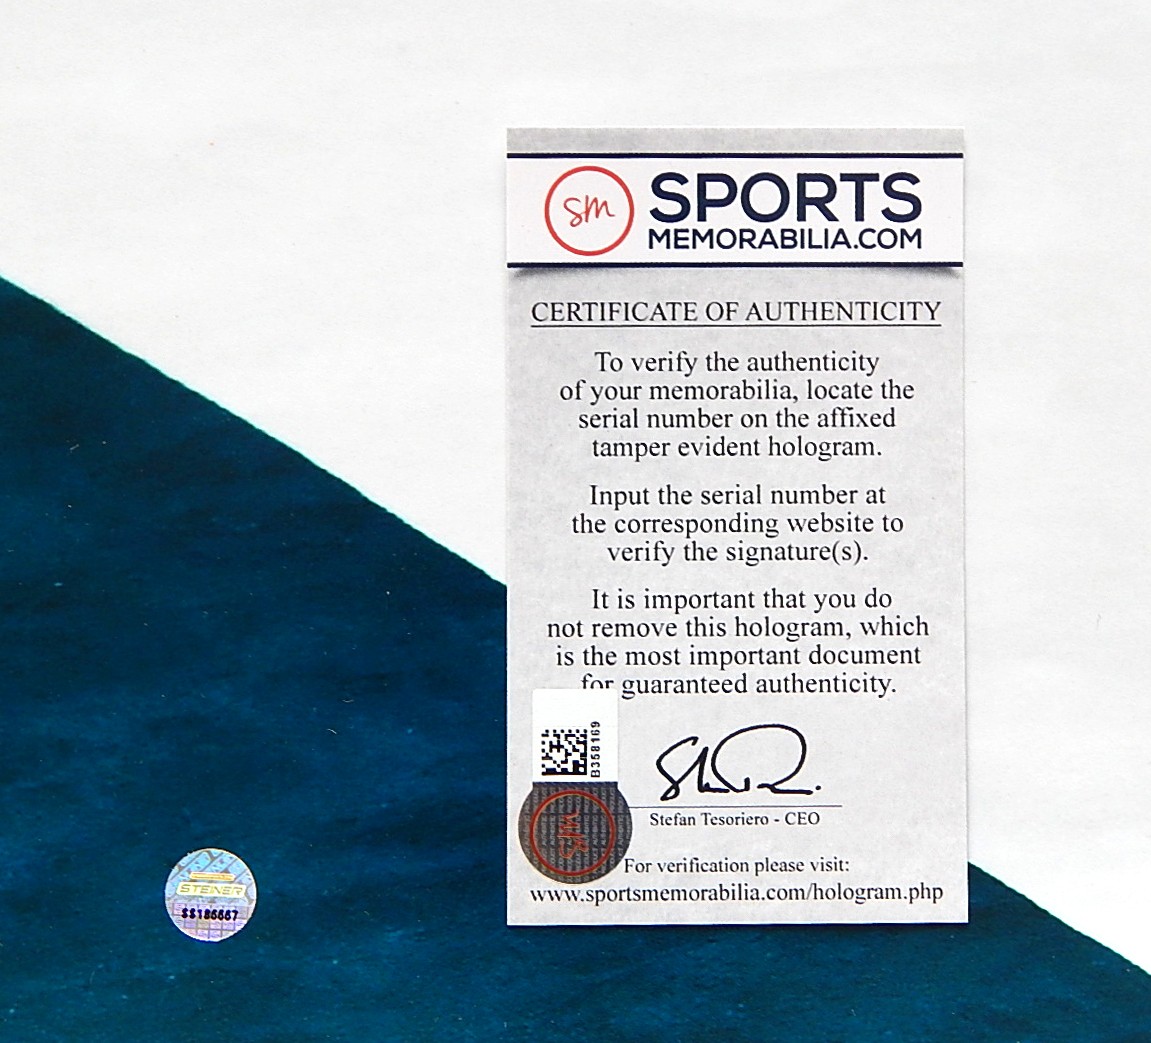 SM
SPORTS
MEMORABILIA.COM
CERTIFICATE OF AUTHENTICITY
To verify the authenticity
of your memorabilia, locate the
serial number on the affixed
tamper evident hologram.
Input the serial number at
the corresponding website to
verify the signature(s).
It is important that you do
not remove this hologram, which
is the most important document
for guaranteed authenticity.
B358169
Stefan Tesoriero - CEO
For verification please visit:
www.sportsmemorabilia.com/hologram.php
STEINER